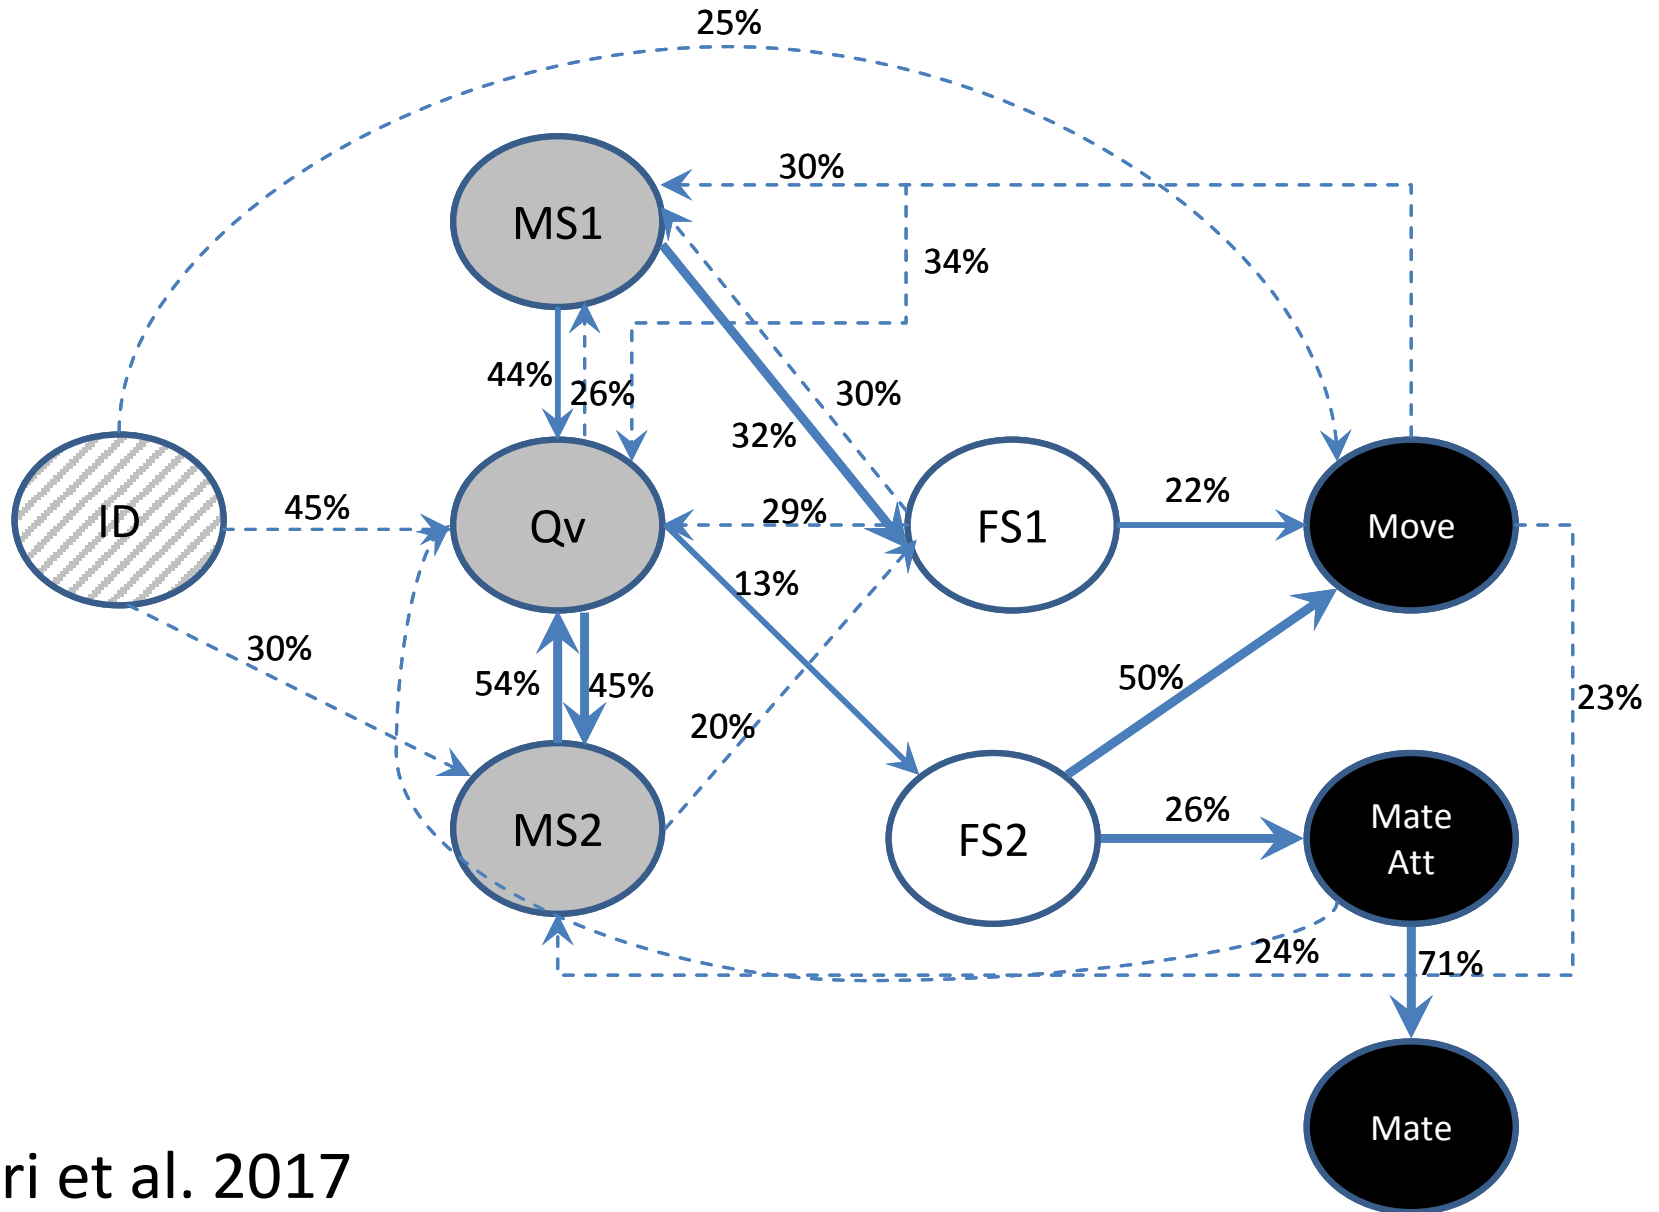 25%
30%
MS1
34%
44%
26%
30%
32%
45%
ID
Qv
29%
FS1
22%
Move
13%
30%
54%
45%
50%
23%
20%
MS2
FS2
26%
Mate
Att
24%
71%
Mate
ri et al. 2017